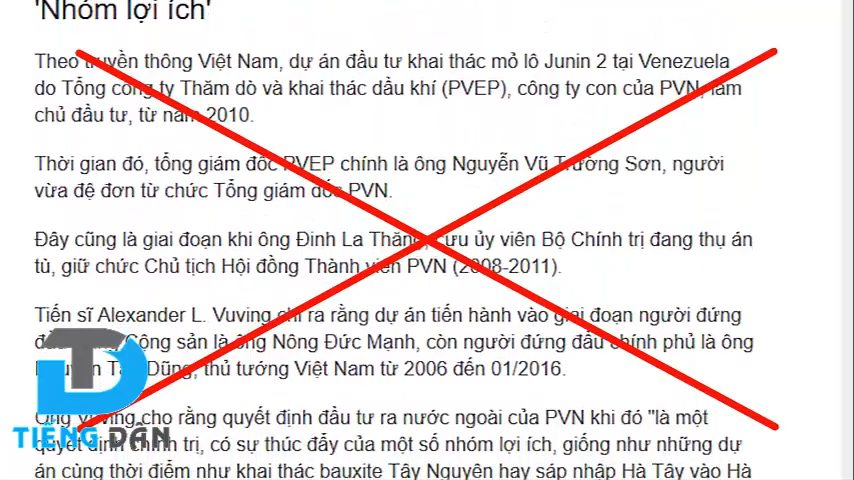 'Nhóm lợi ích'
Theo truyền thông Việt Nam, dự án đầu tư khai thác mỏ lô Junin 2 tại Venezuela
do Tổng công ty Thăm dò và khai thác dầu khí (PVEP), công ty con của PVN, làm
chủ đầu tư, từ năm 2010.
Thời gian đó, tổng giám đốc PVEP chính là ông Nguyễn Vũ Trường Sơn, người
vừa đệ đơn từ chức Tổng giám đốc PVN.
Đây cũng là giai đoạn khi ông Đinh La Thăng, cựu ủy viên Bộ Chính trị đang thụ án
tù, giữ chức Chủ tịch Hội đồng Thành viên PVN (2008-2011).
Tiến sĩ Alexander L. Vuving chỉ ra rằng dự án tiến hành vào giai đoạn người đứng
Cộng sản là ông Nông Đức Mạnh, còn người đứng đầu chính phủ là ông
Dũng, thủ tướng Việt Nam từ 2006 đến 01/2016.
Ông Vuving cho rằng quyết định đầu tư ra nước ngoài của PVN khi đó "là một
quyết định chính trị, có sự thúc đẩy của một số nhóm lợi ích, giống như những dự
án cùng thời điểm như khai thác bauxite Tây Nguyên hay sáp nhập Hà Tây vào Hà
TD
TIẾNG DÂN